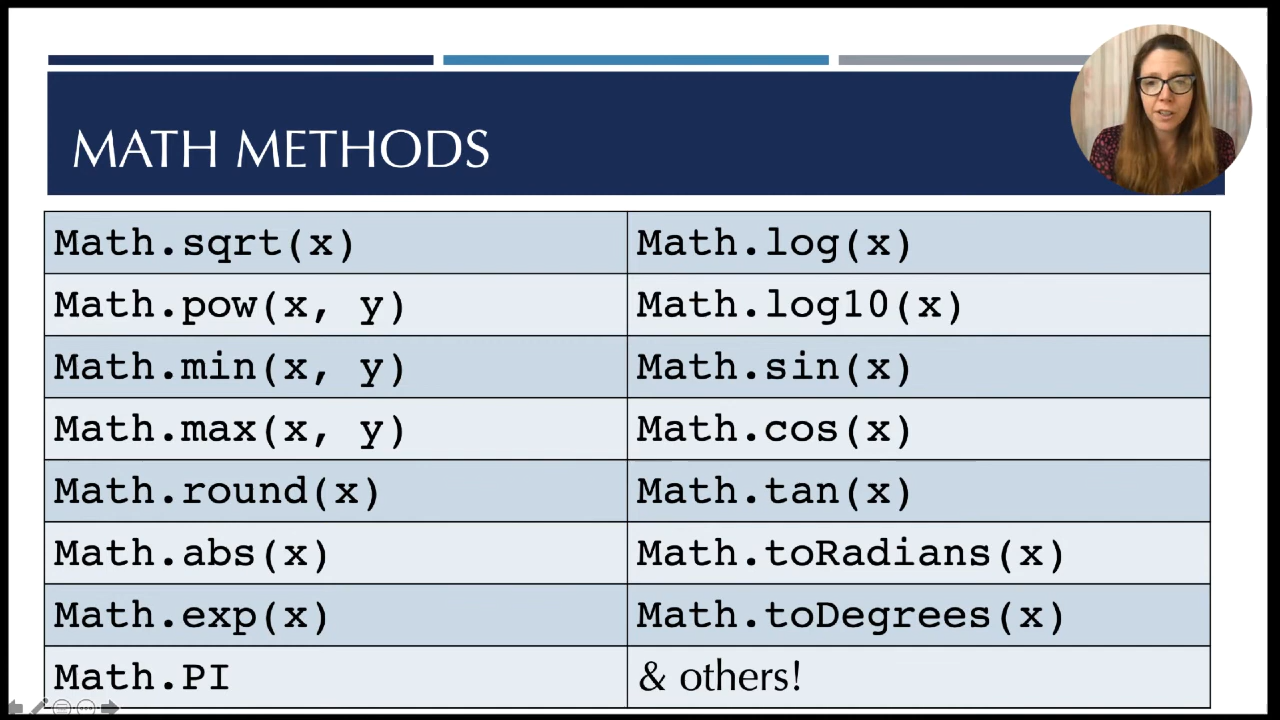 MATH METHODS
Math.sqrt(x)
Math.log(x)
Math.pow(x, y)
Math.log10(x)
Math.min(x, y)
Math.sin(x)
Math.max(x, y)
Math.cos(x)
Math.round(x)
Math.tan(x)
Math.abs(x)
Math.toRadians(x)
Math.exp(x)
Math.toDegrees(x)
Math.PI
& others!